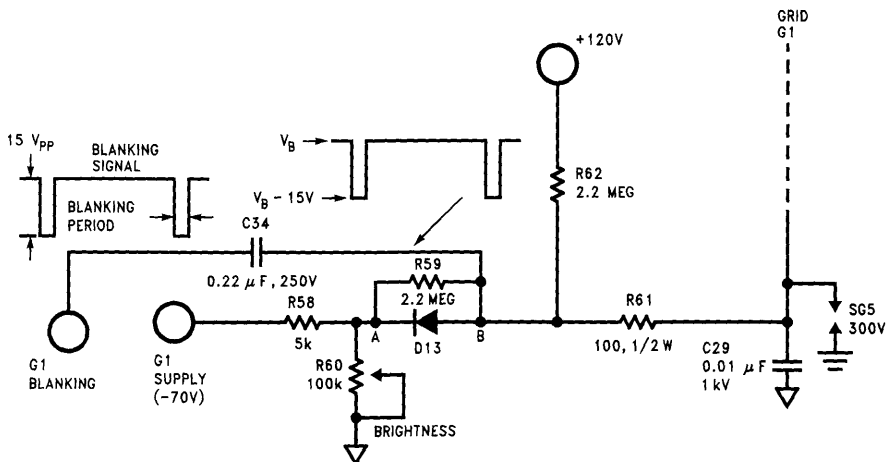 GRID
G1
+120V
15 V_PP
BLANKING
SIGNAL
V_B
V_B - 15V
R62
2.2 MEG
BLANKING
PERIOD
C34
0.22 μF, 250V
R59
2.2 MEG
R58
5k
A
D13
B
R61
100, 1/2 W
SG5
300V
C29
0.01 μF
1 kV
G1
BLANKING
G1
SUPPLY
(-70V)
R60
100k
BRIGHTNESS